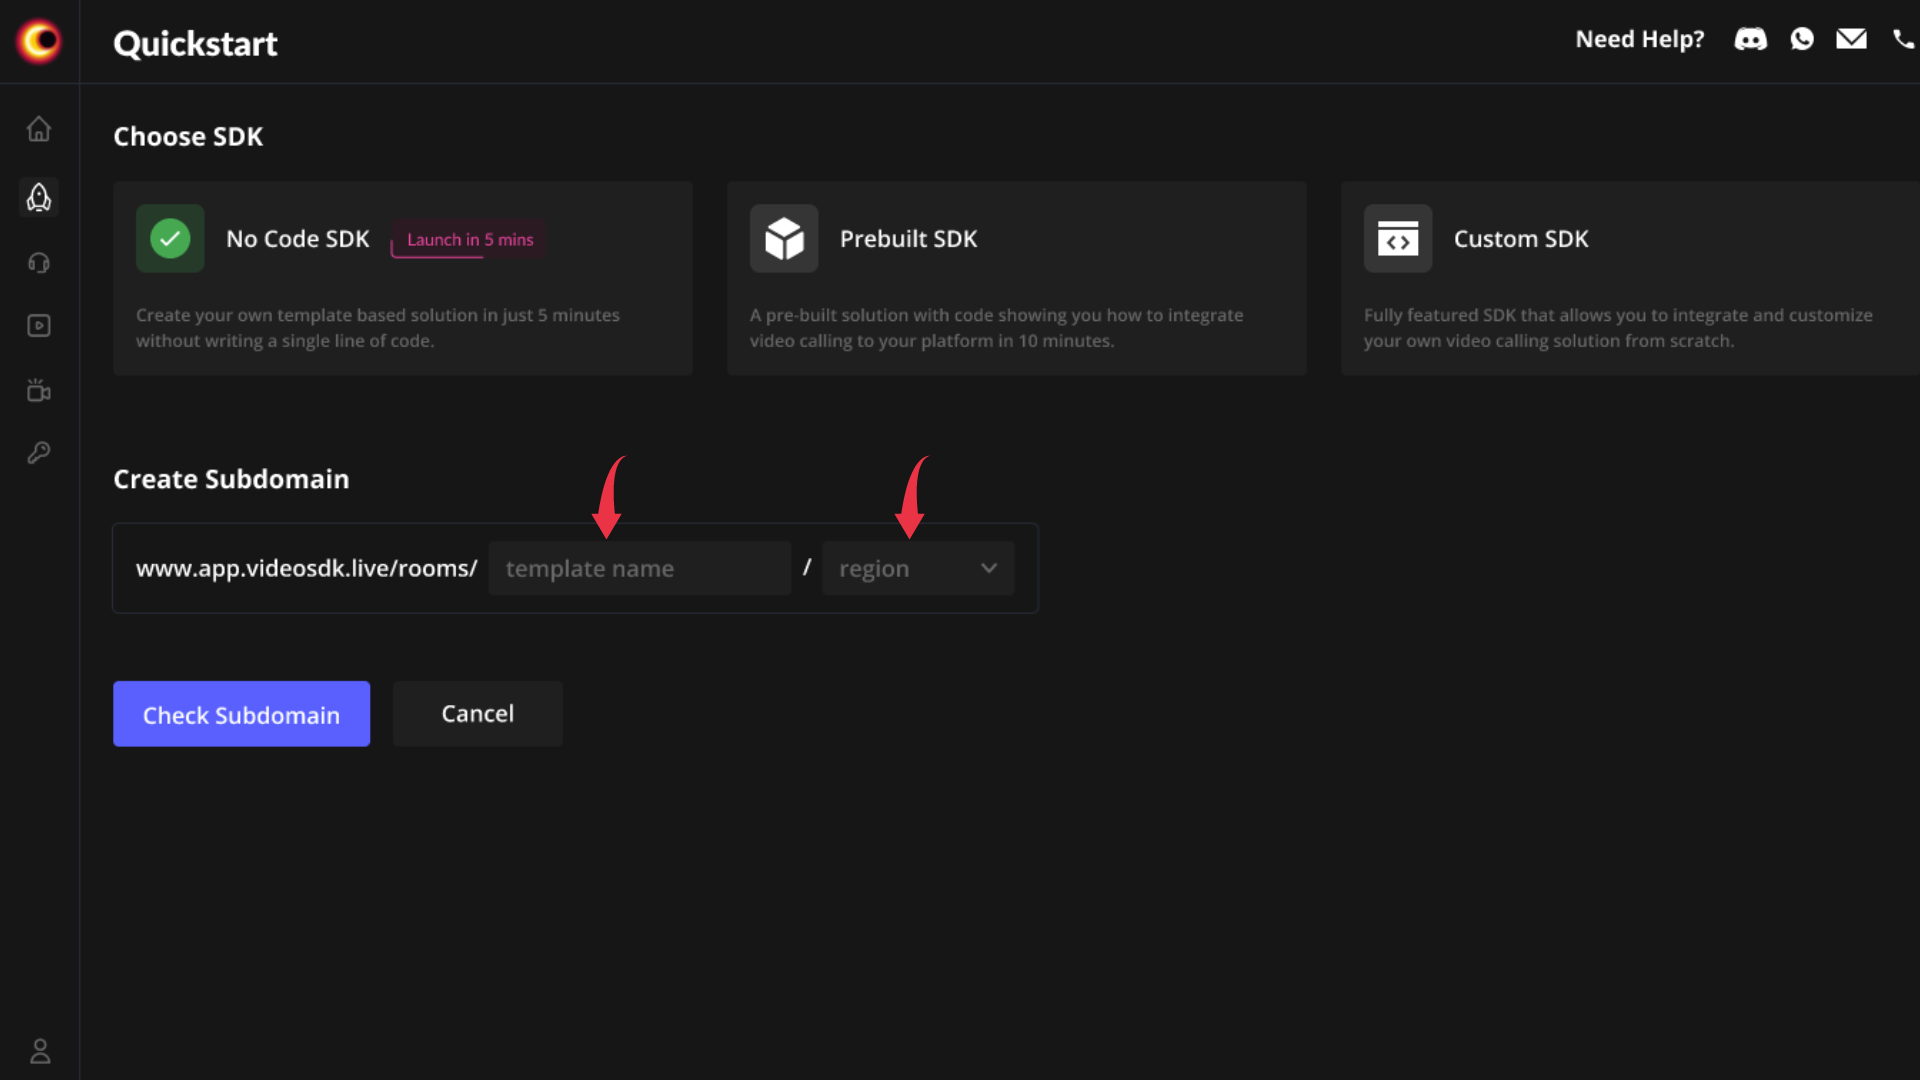 Quickstart
Need Help?
Choose SDK
No Code SDK
Launch in 5 mins
Create your own template based solution in just 5 minutes
without writing a single line of code.
Prebuilt SDK
A pre-built solution with code showing you how to integrate
video calling to your platform in 10 minutes.
Custom SDK
Fully featured SDK that allows you to integrate and customize
your own video calling solution from scratch.
Create Subdomain
www.app.videosdk.live/rooms/ template name / region
Check Subdomain
Cancel